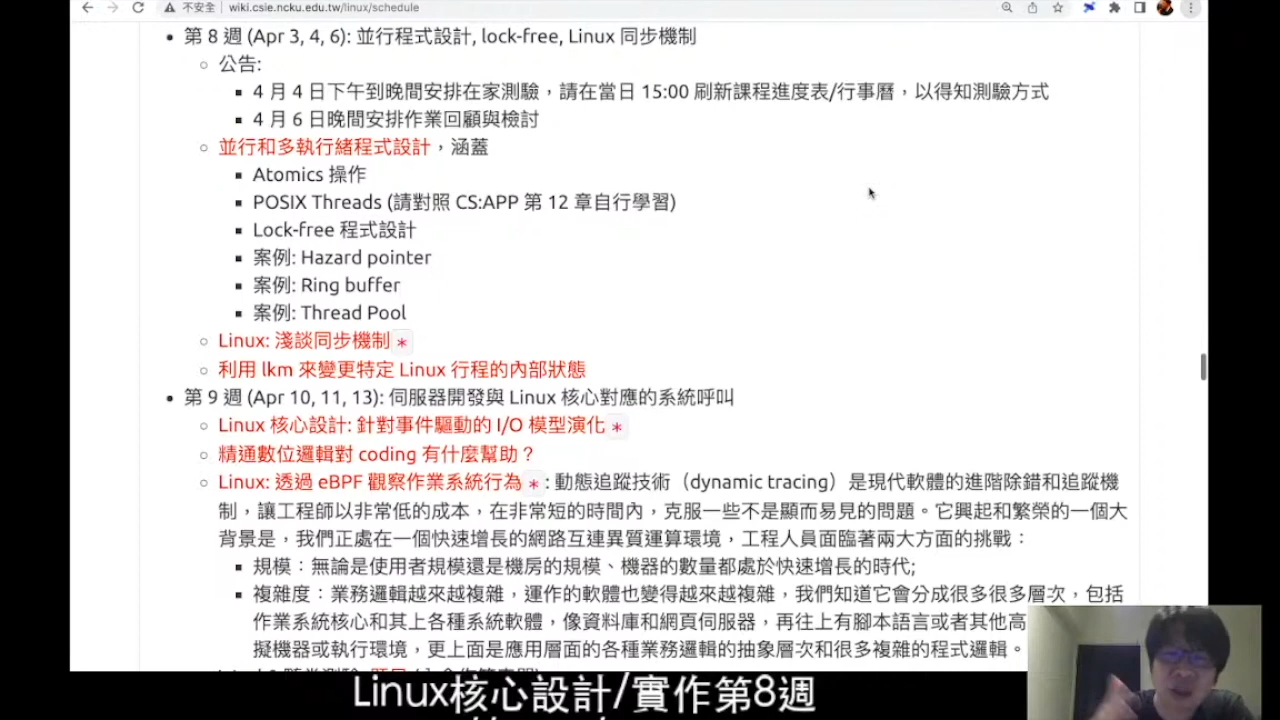 不安全 wiki.csie.ncku.edu.tw/linux/schedule
第 8 週 (Apr 3, 4, 6): 並行程式設計, lock-free, Linux 同步機制
公告:
4 月 4 日下午到晚間安排在家測驗，請在當日 15:00 刷新課程進度表/行事曆，以得知測驗方式
4 月 6 日晚間安排作業回顧與檢討
並行和多執行緒程式設計，涵蓋
Atomics 操作
POSIX Threads (請對照 CS:APP 第 12 章自行學習)
Lock-free 程式設計
案例: Hazard pointer
案例: Ring buffer
案例: Thread Pool
Linux: 淺談同步機制 *
利用 lkm 來變更特定 Linux 行程的內部狀態
第 9 週 (Apr 10, 11, 13): 伺服器開發與 Linux 核心對應的系統呼叫
Linux 核心設計: 針對事件驅動的 I/O 模型演化 *
精通數位邏輯對 coding 有什麼幫助？
Linux: 透過 eBPF 觀察作業系統行為 * : 動態追蹤技術（dynamic tracing）是現代軟體的進階除錯和追蹤機
制，讓工程師以非常低的成本，在非常短的時間內，克服一些不是顯而易見的問題。它興起和繁榮的一個大
背景是，我們正處在一個快速增長的網路互連異質運算環境，工程人員面臨著兩大方面的挑戰：
規模：無論是使用者規模還是機房的規模、機器的數量都處於快速增長的時代;
複雜度：業務邏輯越來越複雜，運作的軟體也變得越來越複雜，我們知道它會分成很多很多層次，包括
作業系統核心和其上各種系統軟體，像資料庫和網頁伺服器，再往上有腳本語言或者其他高
擬機器或執行環境，更上面是應用層面的各種業務邏輯的抽象層次和很多複雜的程式邏輯。
Linux核心設計/實作第8週